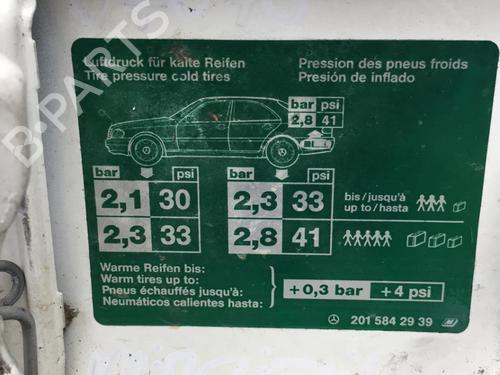 Luftdruck für kalte Reifen
Tire pressure cold tires
Pression des pneus froids
Presión de inflado
bar psi
2,8 41
bar psi bar psi
2,1 30 2,3 33 bis/jusqu'à up to/hasta
2,3 33 2,8 41
Warme Reifen bis:
Warm tires up to:
Pneus échauffés jusqu'à:
Neumáticos calientes hasta:
+0,3 bar +4 psi
201 584 29 39